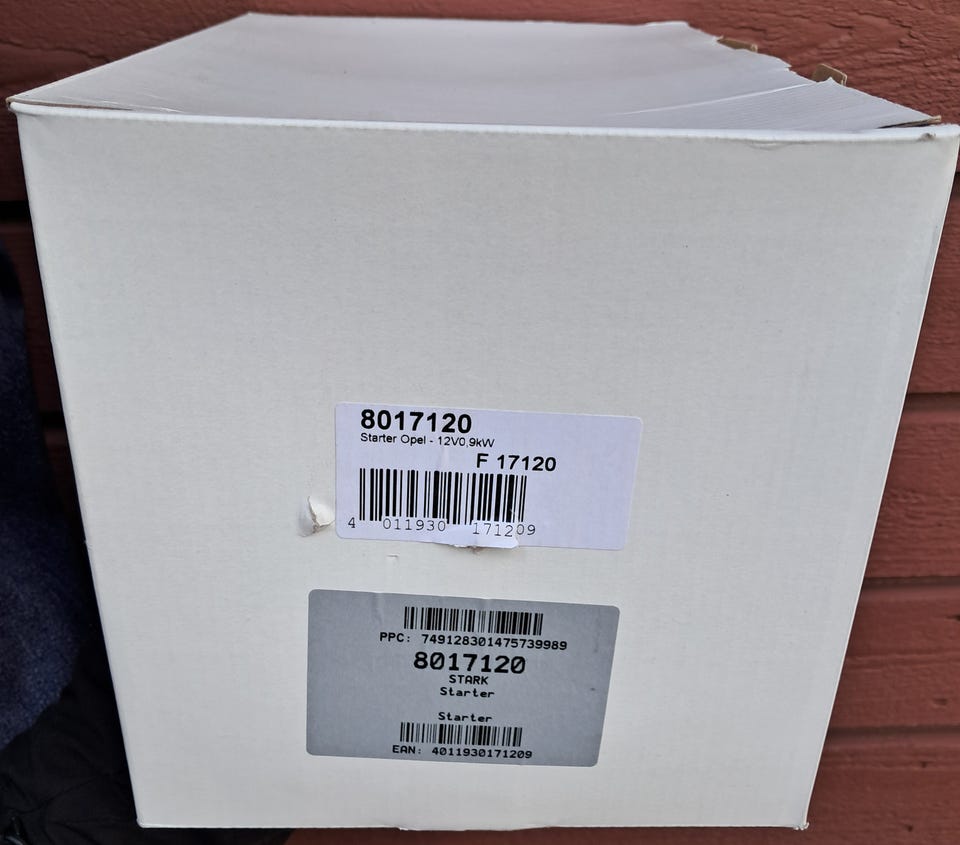 8017120
Starter Opel - 12V0,9kW
F 17120
4 011930 171209
PPC: 749128301475739989
8017120
STARK
Starter
Starter
EAN: 4011930171209